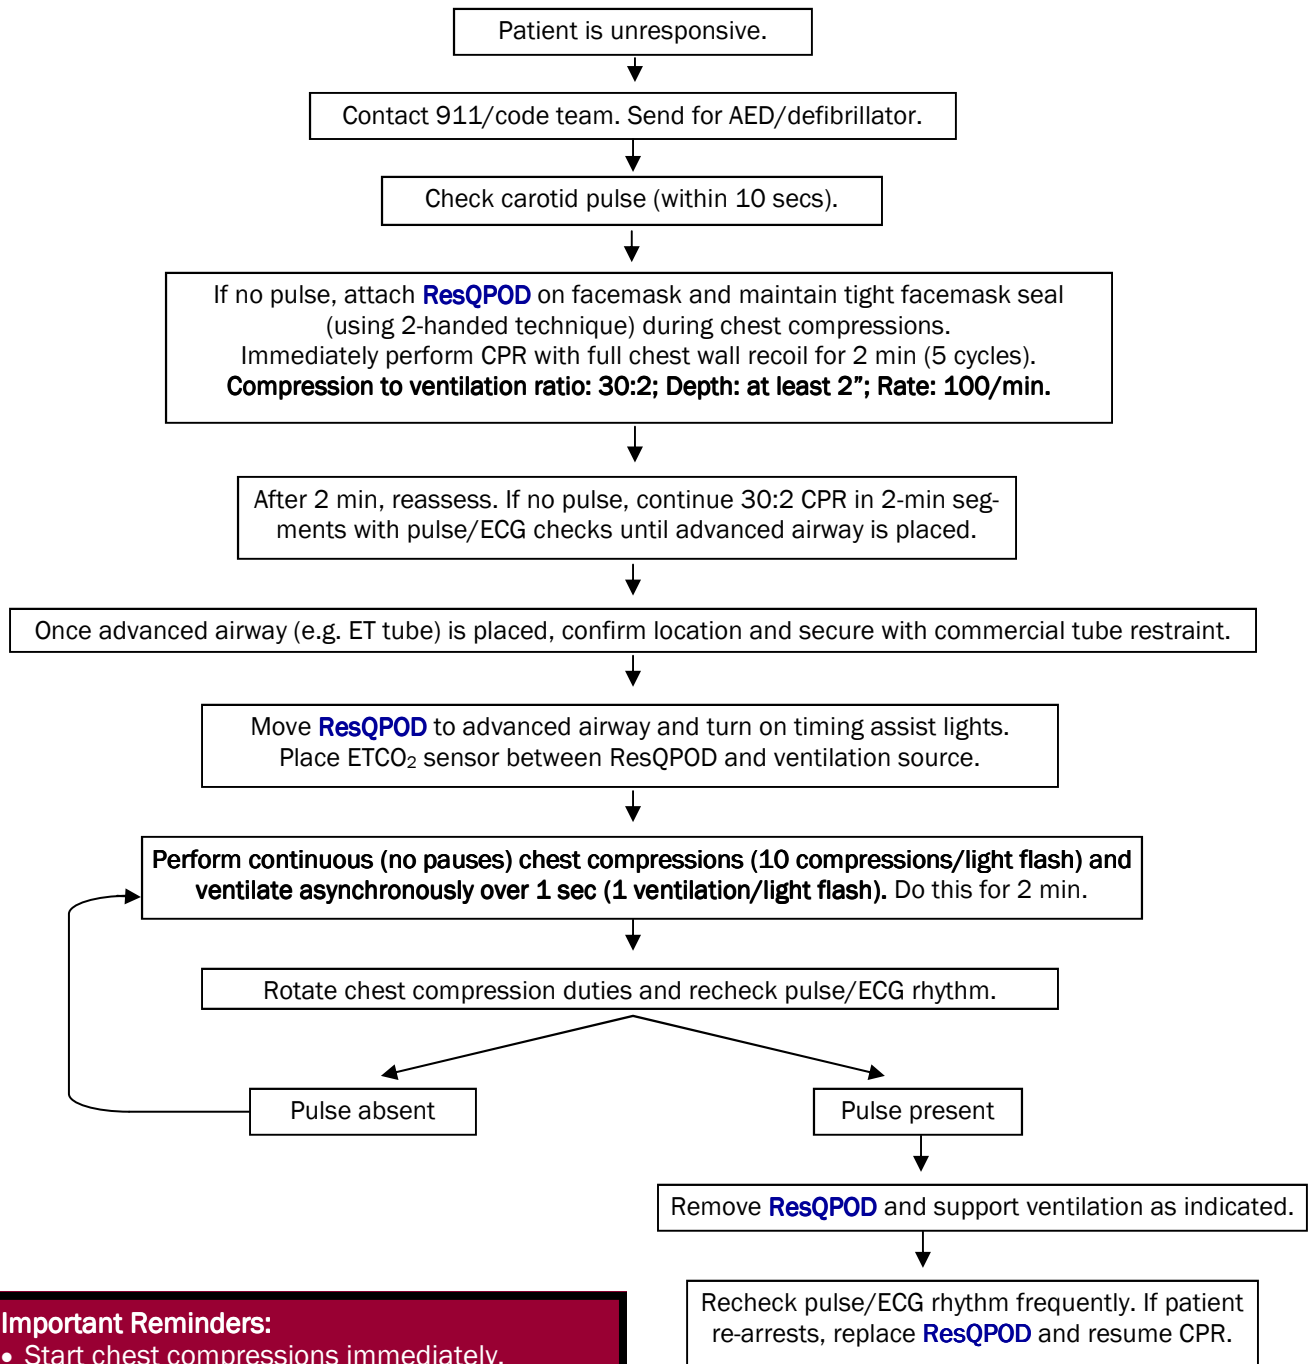 Patient is unresponsive.
Contact 911/code team. Send for AED/defibrillator.
Check carotid pulse (within 10 secs).
If no pulse, attach ResQPOD on facemask and maintain tight facemask seal
(using 2-handed technique) during chest compressions.
Immediately perform CPR with full chest wall recoil for 2 min (5 cycles).
Compression to ventilation ratio: 30:2; Depth: at least 2”; Rate: 100/min.
After 2 min, reassess. If no pulse, continue 30:2 CPR in 2-min seg-
ments with pulse/ECG checks until advanced airway is placed.
Once advanced airway (e.g. ET tube) is placed, confirm location and secure with commercial tube restraint.
Move ResQPOD to advanced airway and turn on timing assist lights.
Place ETCO₂ sensor between ResQPOD and ventilation source.
Perform continuous (no pauses) chest compressions (10 compressions/light flash) and
ventilate asynchronously over 1 sec (1 ventilation/light flash). Do this for 2 min.
Rotate chest compression duties and recheck pulse/ECG rhythm.
Pulse absent
Pulse present
Remove ResQPOD and support ventilation as indicated.
Recheck pulse/ECG rhythm frequently. If patient
re-arrests, replace ResQPOD and resume CPR.
Important Reminders:
• Start chest compressions immediately.